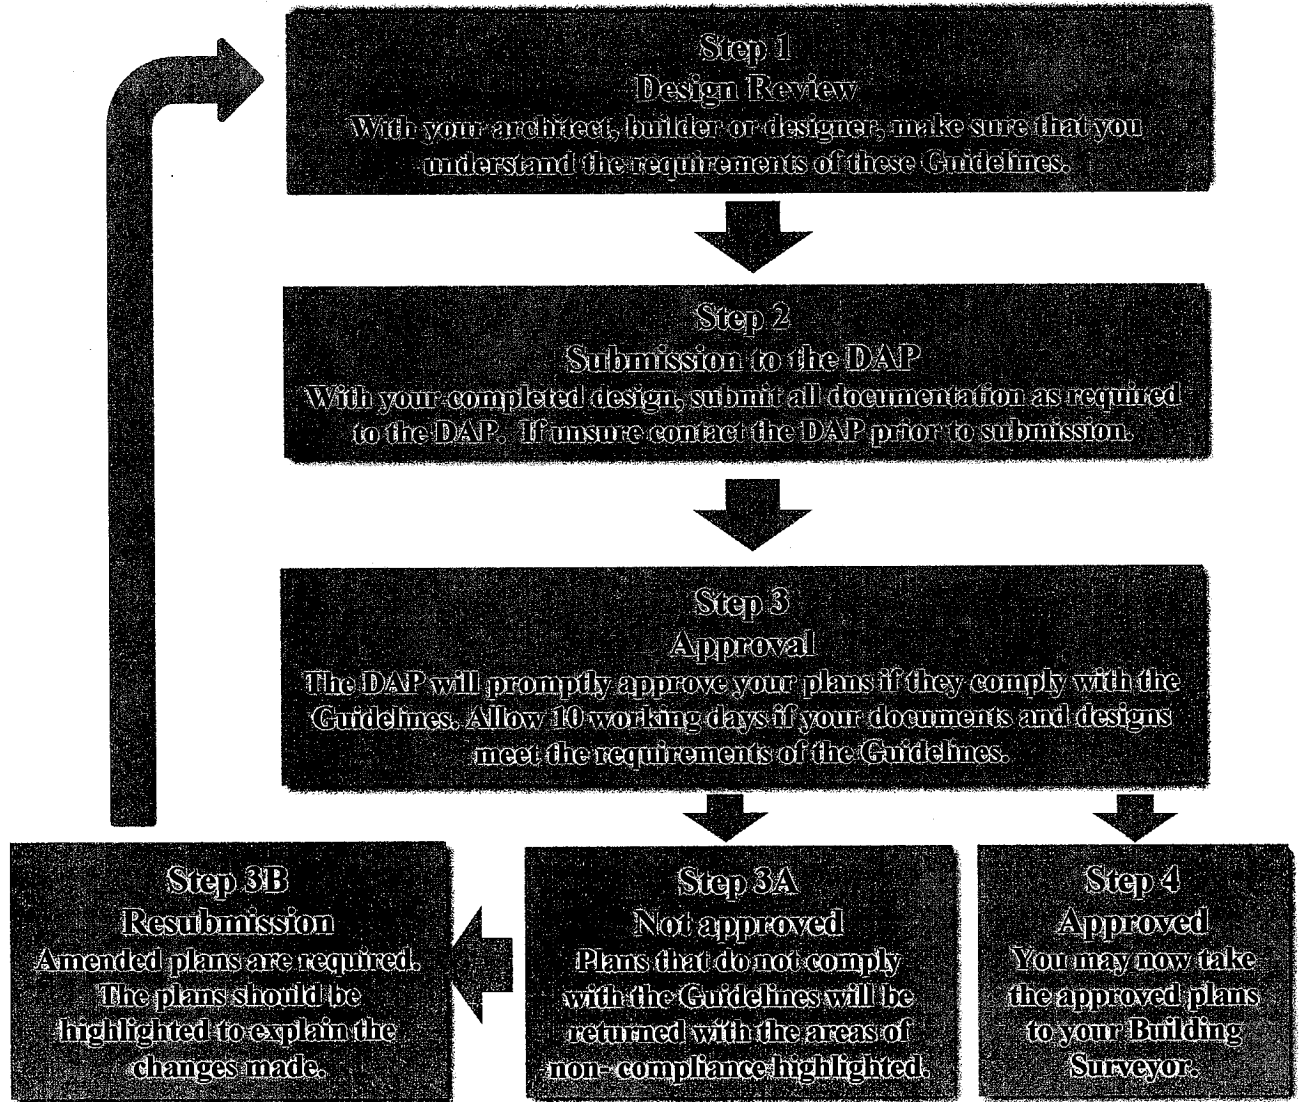 Step 1
Design Review
With your architect, builder or designer, make sure that you
understand the requirements of these Guidelines.
Step 2
Submission to the DAP
With your completed design, submit all documentation as required
to the DAP.  If unsure contact the DAP prior to submission.
Step 3
Approval
The DAP will promptly approve your plans if they comply with the
Guidelines. Allow 10 working days if your documents and designs
meet the requirements of the Guidelines.
Step 3B
Resubmission
Amended plans are required.
The plans should be
highlighted to explain the
changes made.
Step 3A
Not approved
Plans that do not comply
with the Guidelines will be
returned with the areas of
non- compliance highlighted.
Step 4
Approved
You may now take
the approved plans
to your Building
Surveyor.